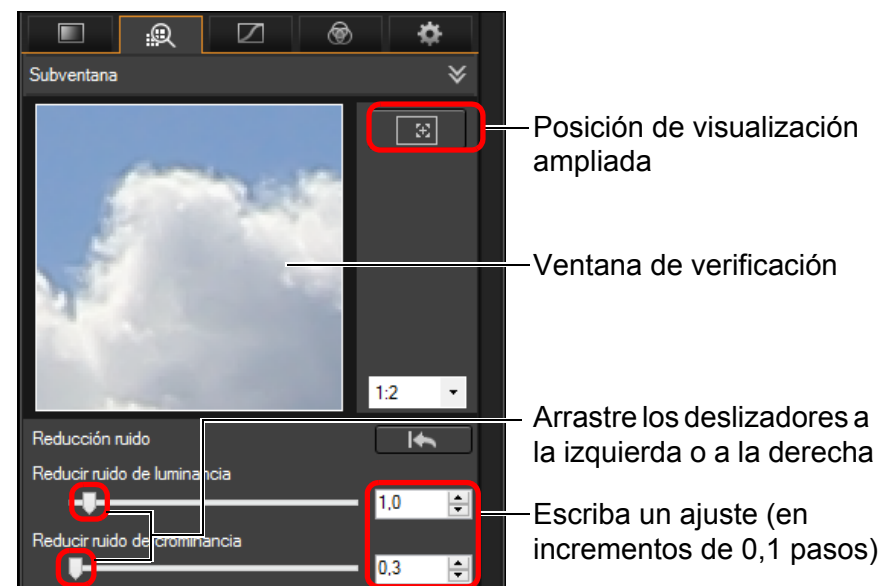 Subventana
Posición de visualización
ampliada
Ventana de verificación
1:2
Arrastre los deslizadores a
la izquierda o a la derecha
Reducción ruido
Reducir ruido de luminancia
1,0
Escriba un ajuste (en
incrementos de 0,1 pasos)
Reducir ruido de crominancia
0,3